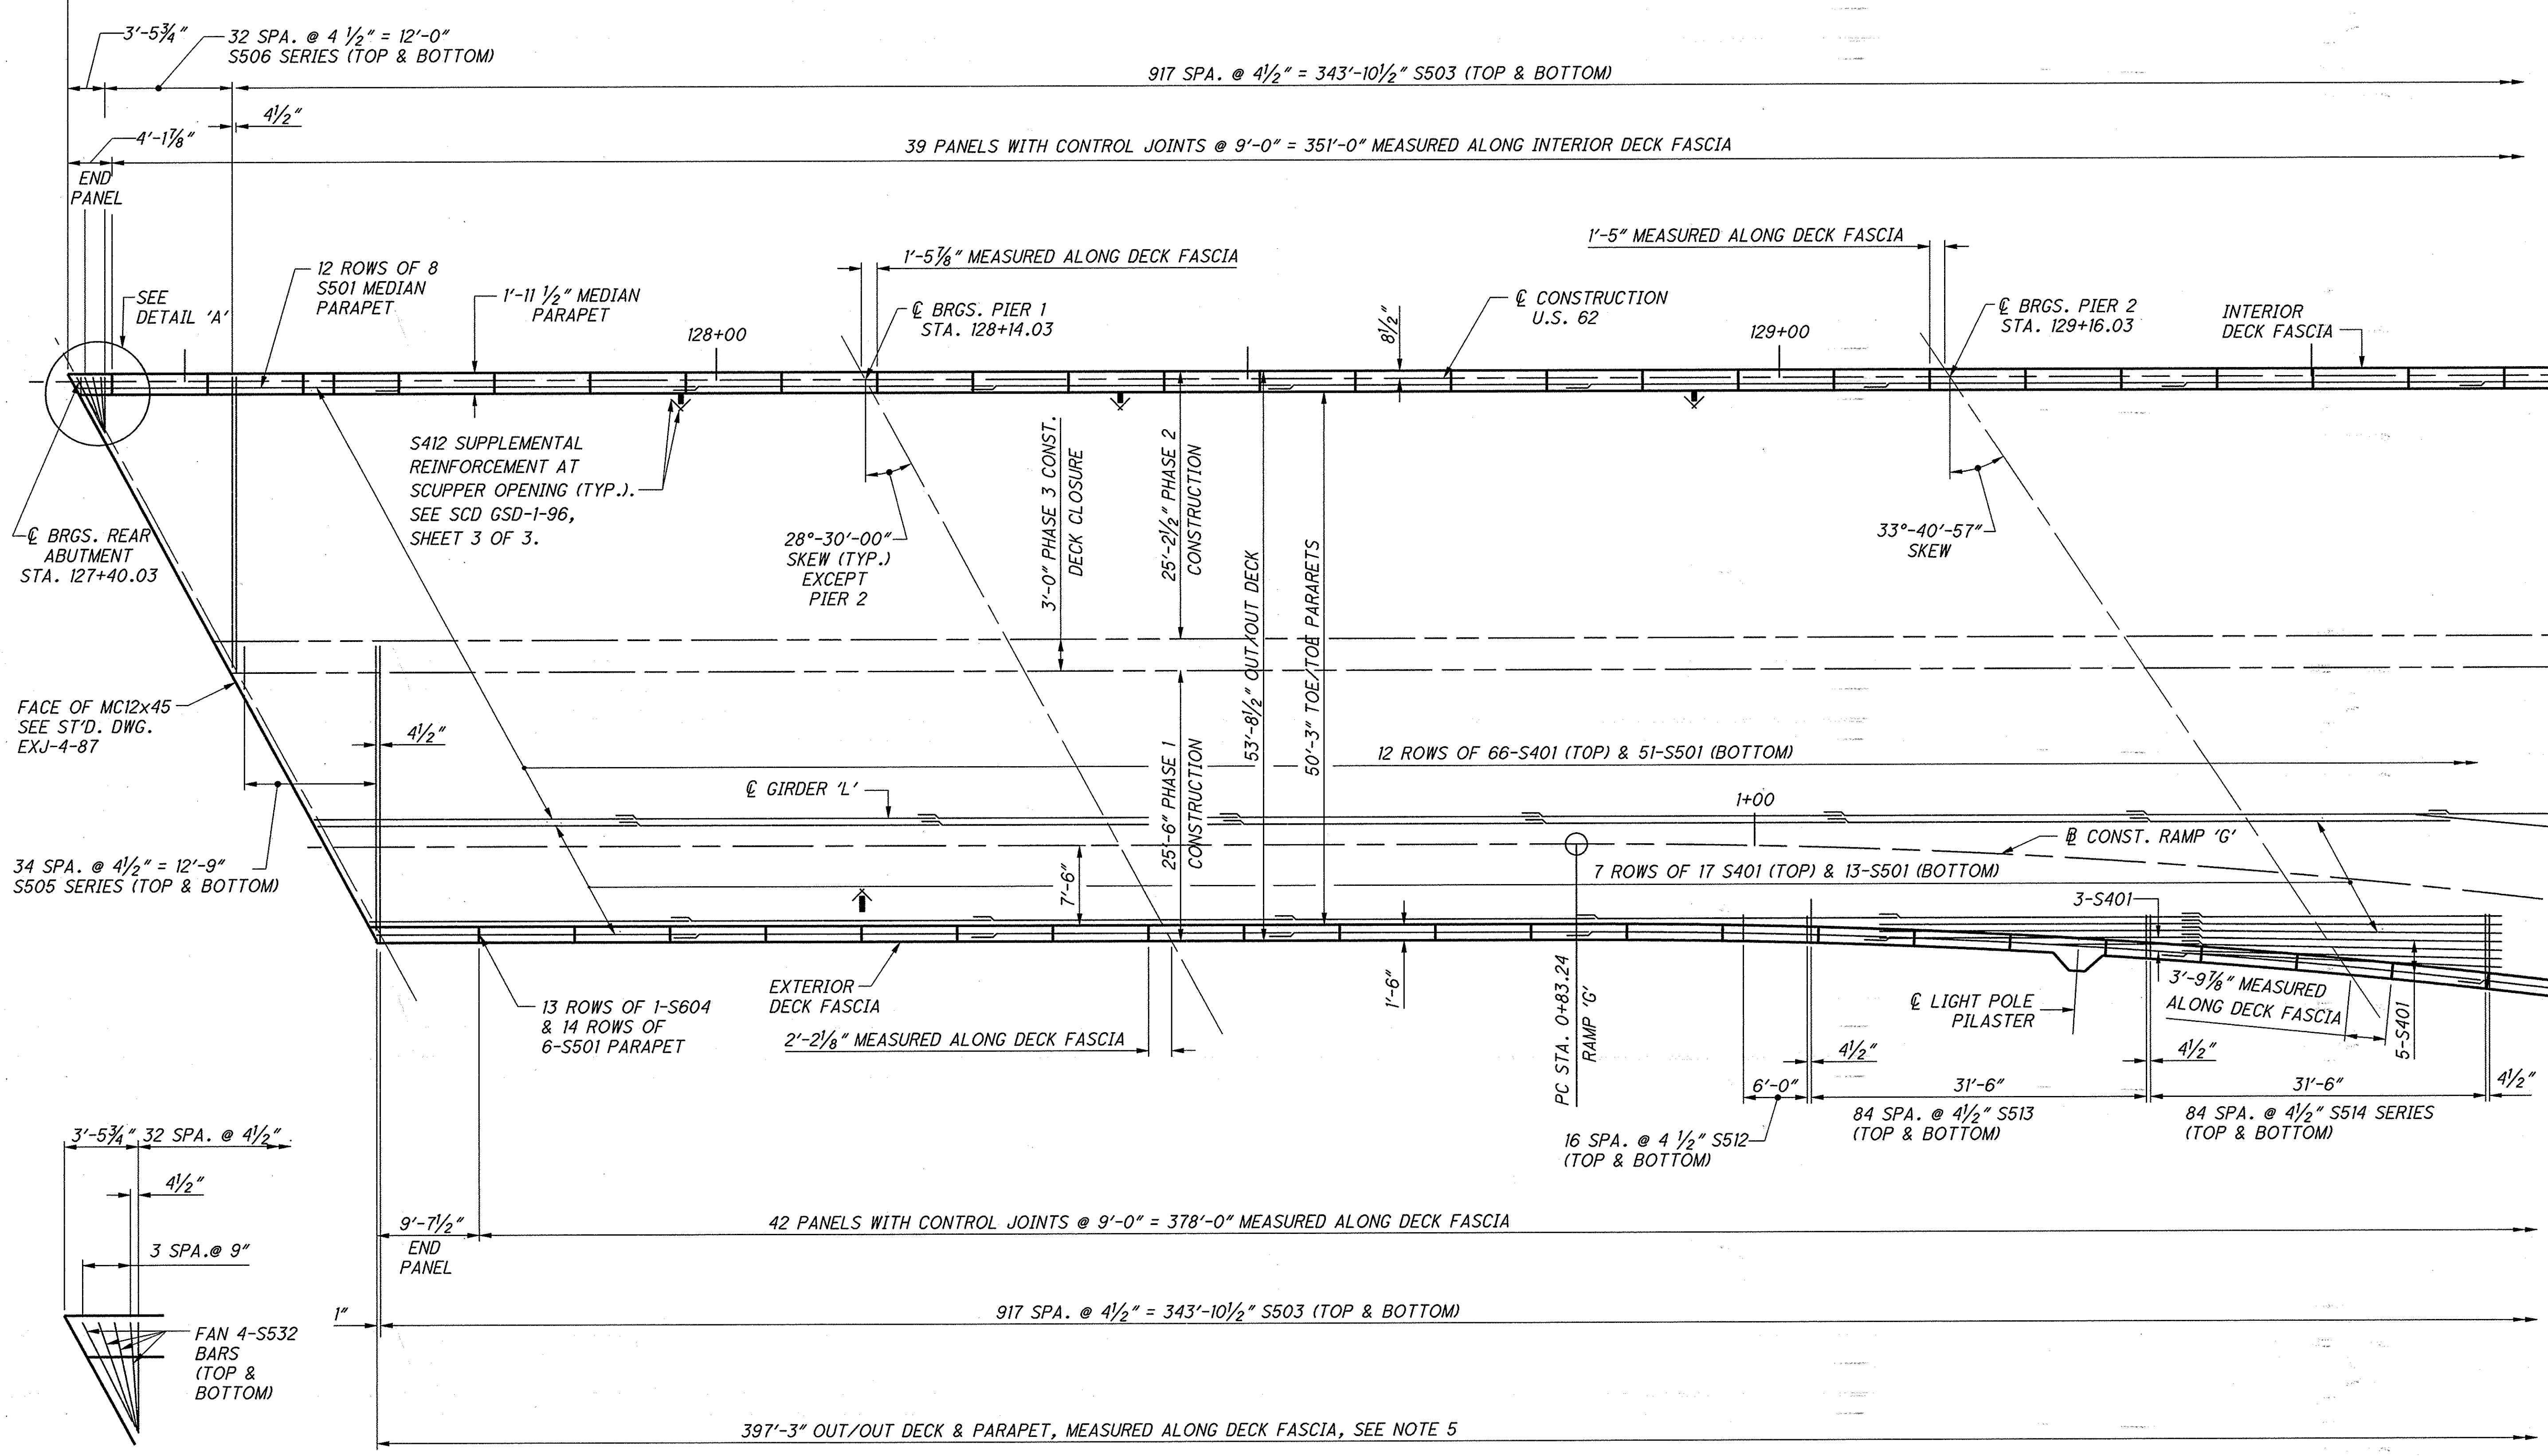 3'-5¾"
32 SPA. @ 4 ½" = 12'-0"
S506 SERIES (TOP & BOTTOM)
917 SPA. @ 4½" = 343'-10½" S503 (TOP & BOTTOM)
4½"
4'-1⅞"
39 PANELS WITH CONTROL JOINTS @ 9'-0" = 351'-0" MEASURED ALONG INTERIOR DECK FASCIA
END
PANEL
1'-5" MEASURED ALONG DECK FASCIA
1'-5⅞" MEASURED ALONG DECK FASCIA
12 ROWS OF 8
S501 MEDIAN
PARAPET
SEE
DETAIL 'A'
1'-11 ½" MEDIAN
PARAPET
128+00
℄ BRGS. PIER 1
STA. 128+14.03
8½"
℄ CONSTRUCTION
U.S. 62
129+00
℄ BRGS. PIER 2
STA. 129+16.03
INTERIOR
DECK FASCIA
S412 SUPPLEMENTAL
REINFORCEMENT AT
SCUPPER OPENING (TYP.).
SEE SCD GSD-1-96,
SHEET 3 OF 3.
℄ BRGS. REAR
ABUTMENT
STA. 127+40.03
28°-30'-00"
SKEW (TYP.)
EXCEPT
PIER 2
3'-0" PHASE 3 CONST.
DECK CLOSURE
25'-2½" PHASE 2
CONSTRUCTION
53'-8½" OUT/OUT DECK
50'-3" TOE/TOE PARARETS
33°-40'-57"
SKEW
FACE OF MC12x45
SEE ST'D. DWG.
EXJ-4-87
4½"
25'-6" PHASE 1
CONSTRUCTION
12 ROWS OF 66-S401 (TOP) & 51-S501 (BOTTOM)
℄ GIRDER 'L'
1+00
34 SPA. @ 4½" = 12'-9"
S505 SERIES (TOP & BOTTOM)
7'-6"
B CONST. RAMP 'G'
7 ROWS OF 17 S401 (TOP) & 13-S501 (BOTTOM)
3-S401
13 ROWS OF 1-S604
& 14 ROWS OF
6-S501 PARAPET
EXTERIOR
DECK FASCIA
2'-2⅛" MEASURED ALONG DECK FASCIA
1'-6"
PC STA. 0+83.24
RAMP 'G'
℄ LIGHT POLE
PILASTER
3'-9⅞" MEASURED
ALONG DECK FASCIA
5-S401
4½"
4½"
4½"
6'-0"
31'-6"
31'-6"
84 SPA. @ 4½" S513
(TOP & BOTTOM)
84 SPA. @ 4½" S514 SERIES
(TOP & BOTTOM)
16 SPA. @ 4 ½" S512
(TOP & BOTTOM)
3'-5¾" 32 SPA. @ 4½"
4½"
3 SPA.@ 9"
9'-7½"
END
PANEL
42 PANELS WITH CONTROL JOINTS @ 9'-0" = 378'-0" MEASURED ALONG DECK FASCIA
1"
917 SPA. @ 4½" = 343'-10½" S503 (TOP & BOTTOM)
FAN 4-S532
BARS
(TOP &
BOTTOM)
397'-3" OUT/OUT DECK & PARAPET, MEASURED ALONG DECK FASCIA, SEE NOTE 5